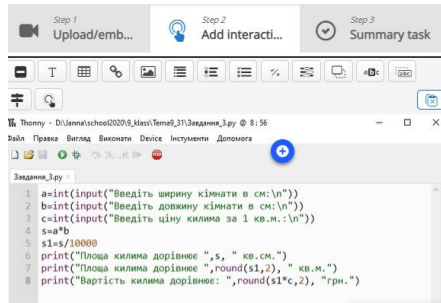 Step 1
Upload/emb...
Step 2
Add interacti...
Step 3
Summary task
T
abc
abc
Thonny - D:\Janna\school2020\9_klass\Tema9_31\Завдання_3.py @ 8:56
Файл Правка Вигляд Виконати Device Інструменти Допомога
STOP
Завдання_3.py ×
1 a=int(input("Введіть ширину кімнати в см:\n"))
2 b=int(input("Введіть довжину кімнати в см:\n"))
3 c=int(input("Введіть ціну килима за 1 кв.м.:\n"))
4 s=a*b
5 s1=s/10000
6 print("Площа килима дорівнює ",s, " кв.см.")
7 print("Площа килима дорівнює ",round(s1,2), " кв.м.")
8 print("Вартість килима дорівнює: ",round(s1*c,2), "грн.")